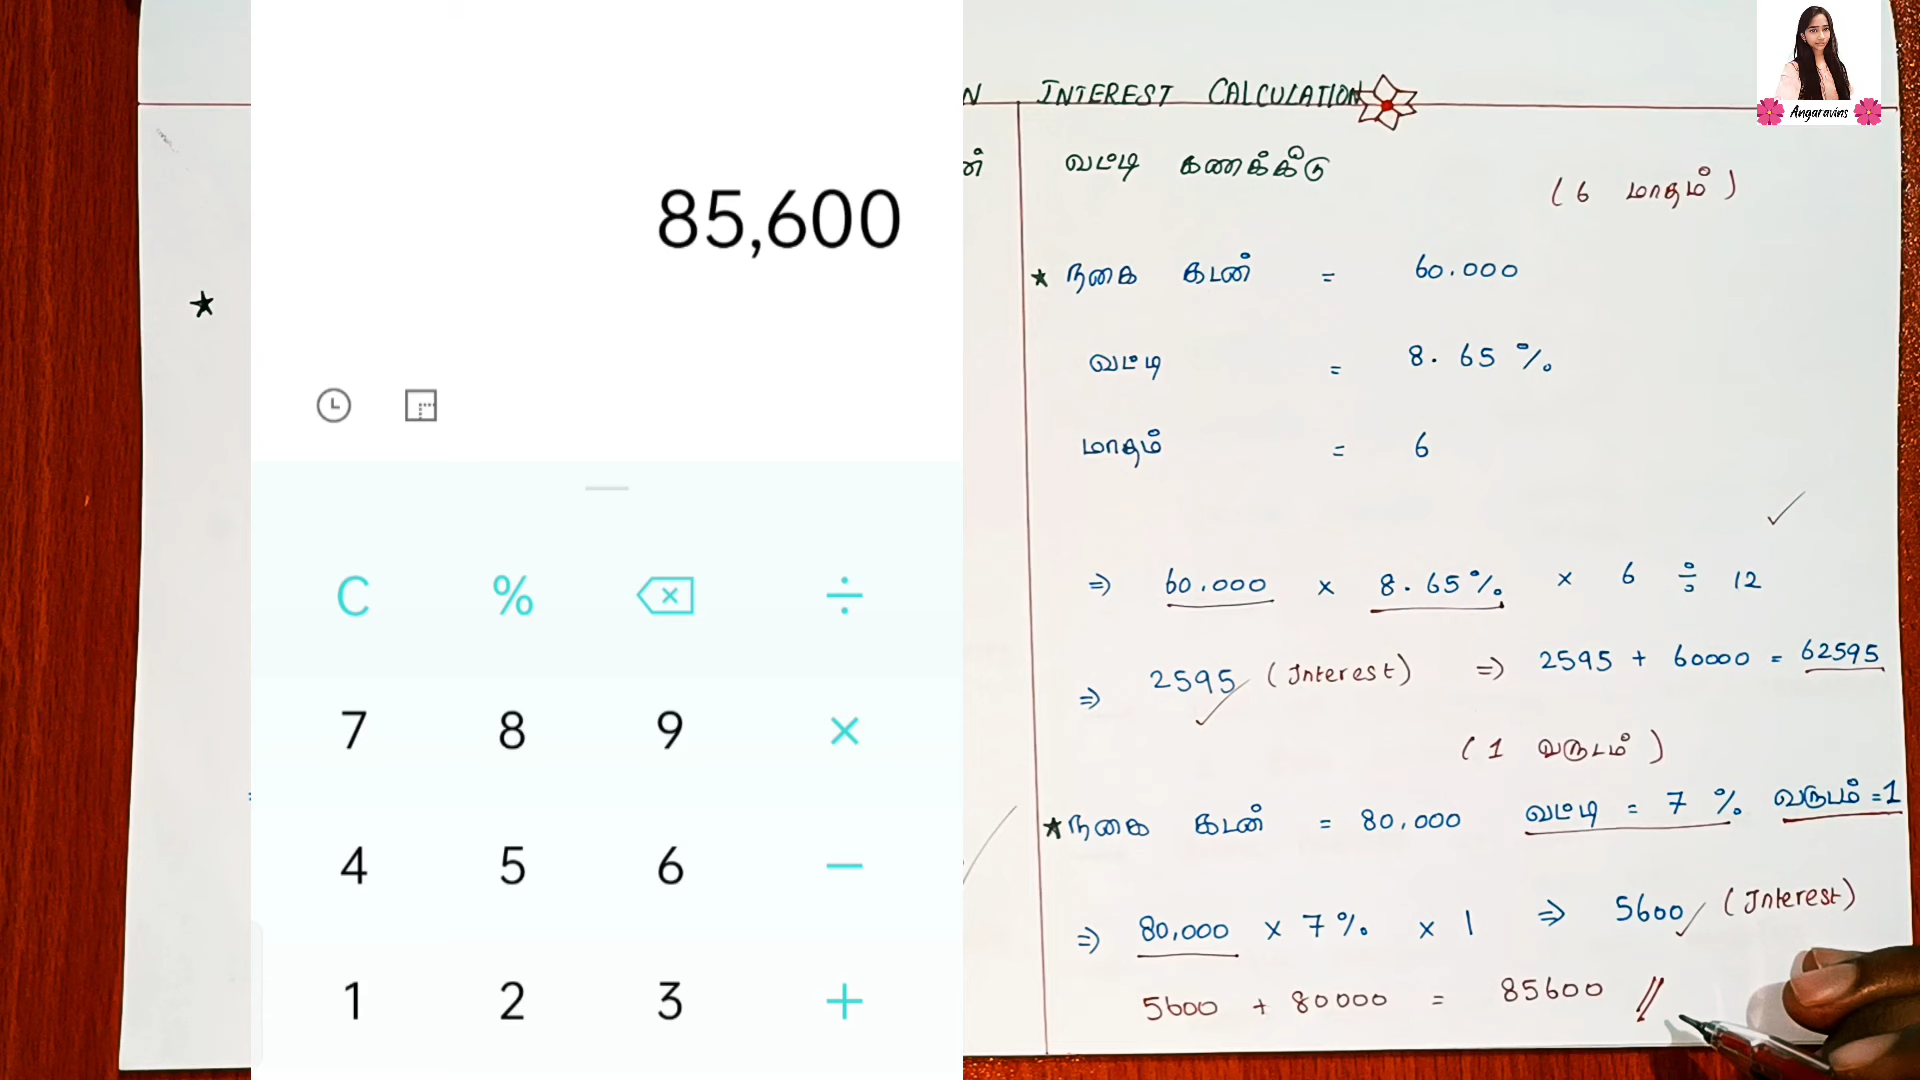 85,600
C % ÷
7 8 9 ×
4 5 6 −
1 2 3 +
Angaravins
N INTEREST CALCULATION
ன் வட்டி கணக்கீடு
( 6 மாதம் )
★ நகை கடன் = 60.000
வட்டி = 8.65 %
மாதம் = 6
⇒ 60.000 x 8.65% x 6 ÷ 12
⇒ 2595 (Interest) ⇒ 2595 + 60000 = 62595
( 1 வருடம் )
★ நகை கடன் = 80,000 வட்டி = 7 % வருடம் = 1
⇒ 80,000 x 7% x 1 ⇒ 5600 (Interest)
5600 + 80000 = 85600 //